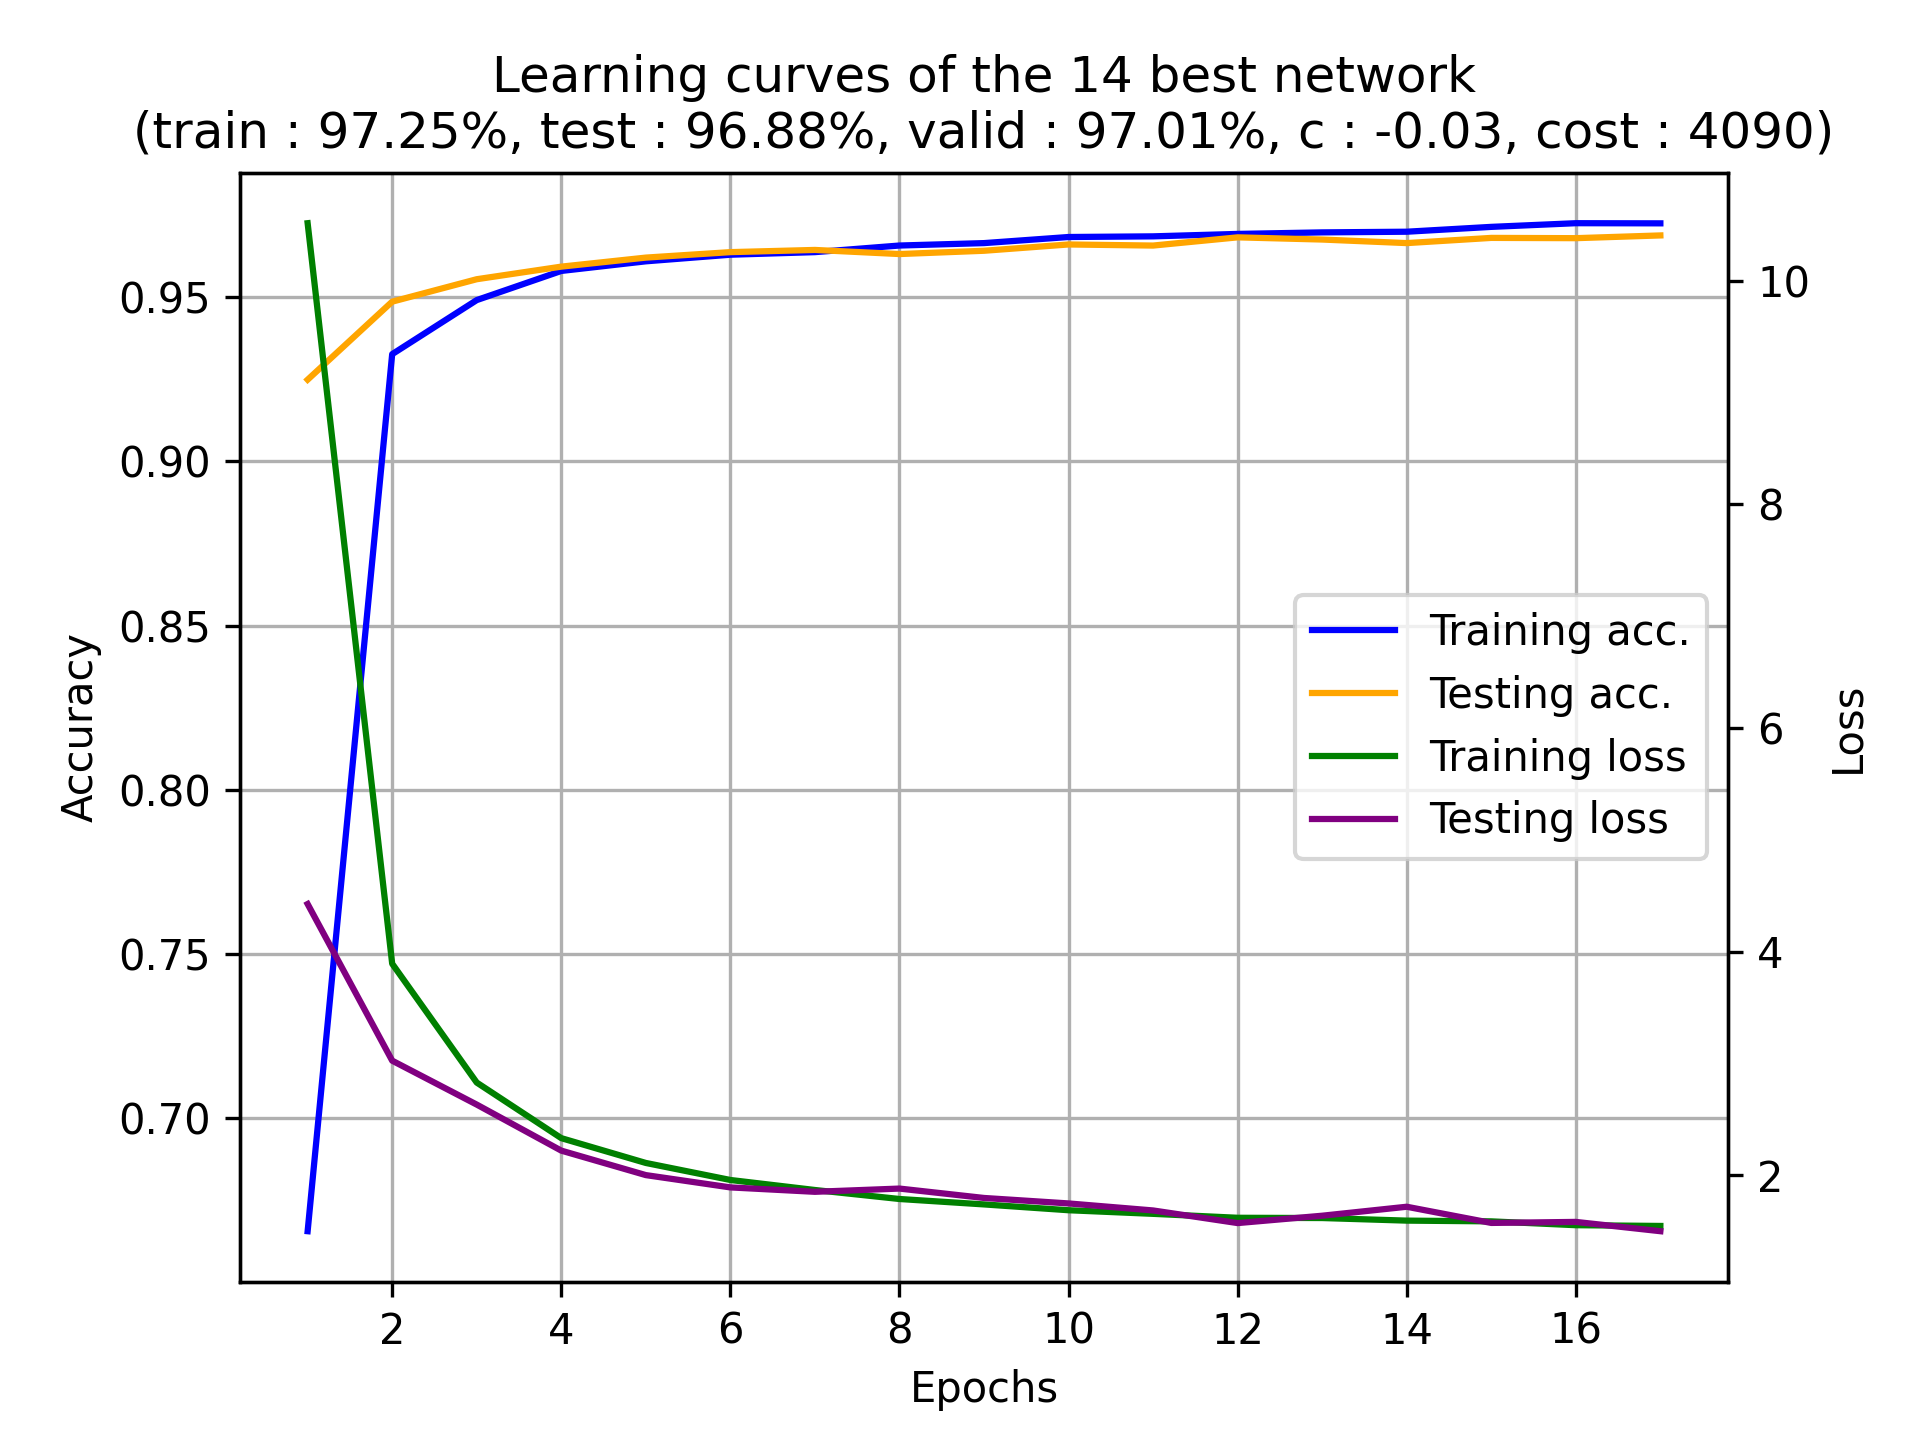 Learning curves of the 14 best network
(train : 97.25%, test : 96.88%, valid : 97.01%, c : -0.03, cost : 4090)
Accuracy
0.95
0.90
0.85
0.80
0.75
0.70
10
8
6
4
2
Loss
Training acc.
Testing acc.
Training loss
Testing loss
2 4 6 8 10 12 14 16
Epochs